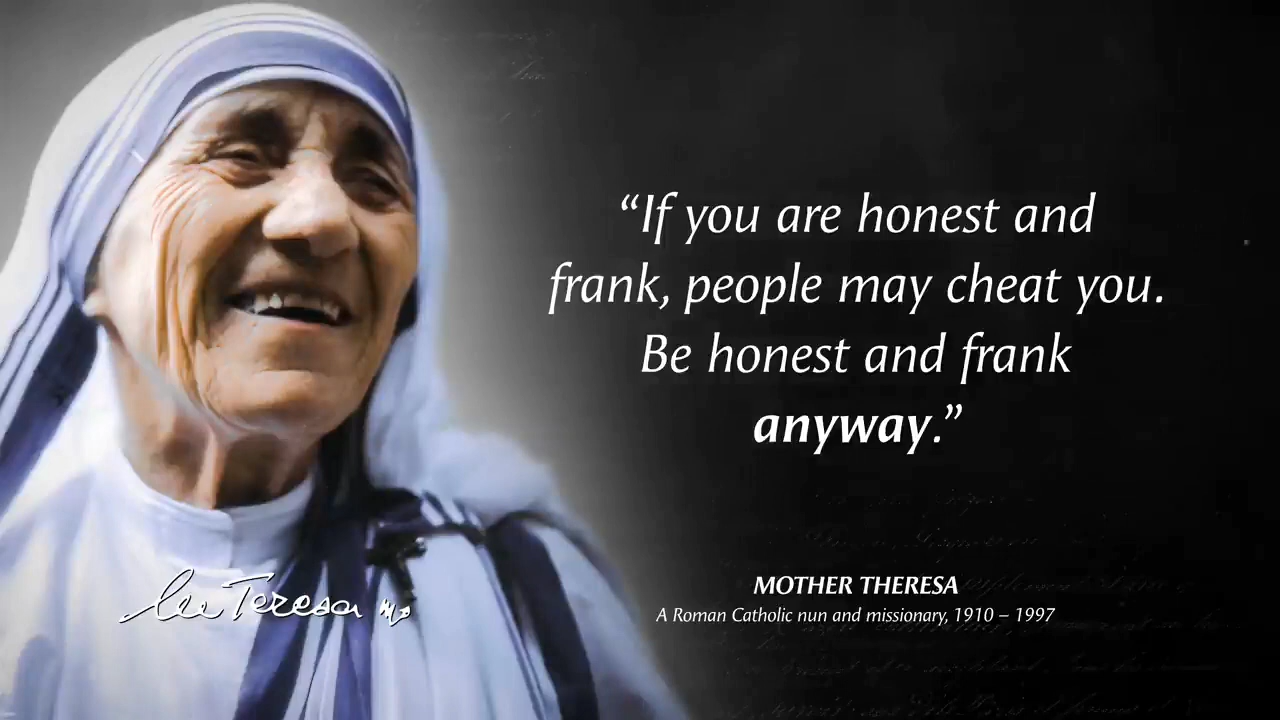 “If you are honest and
frank, people may cheat you.
Be honest and frank
anyway.”
MOTHER THERESA
A Roman Catholic nun and missionary, 1910 – 1997
Teresa